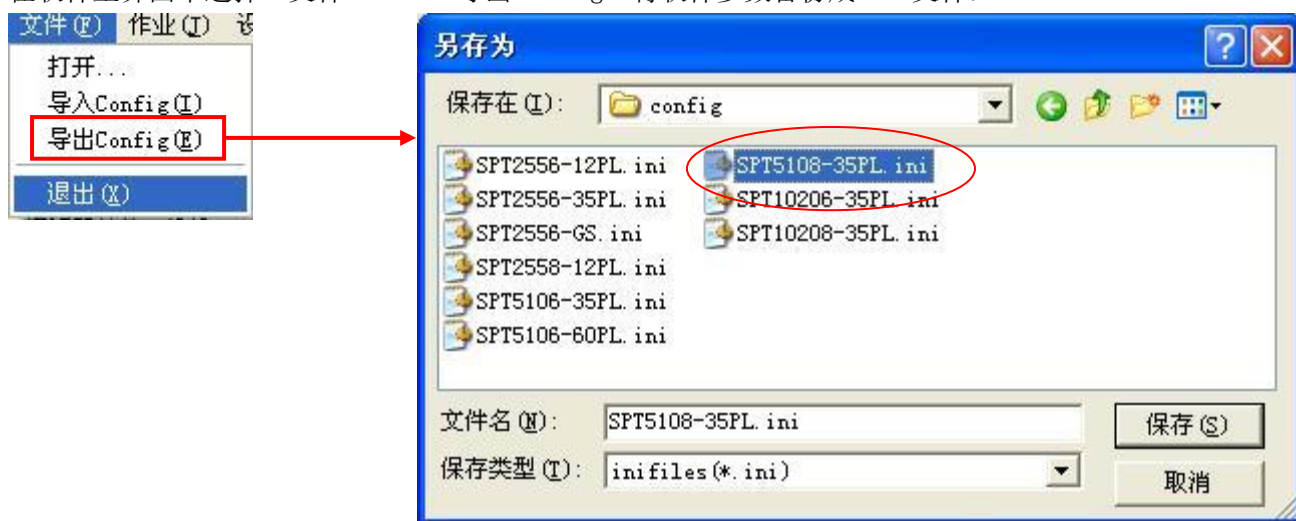 文件(F) 作业(J)
打开...
导入Config(I)
导出Config(E)
退出(X)
另存为
保存在(I): config
SPT2556-12PL.ini
SPT2556-35PL.ini
SPT2556-GS.ini
SPT2558-12PL.ini
SPT5106-35PL.ini
SPT5106-60PL.ini
SPT5108-35PL.ini
SPT10206-35PL.ini
SPT10208-35PL.ini
文件名(N): SPT5108-35PL.ini
保存(S)
保存类型(T): inifiles(*.ini)
取消